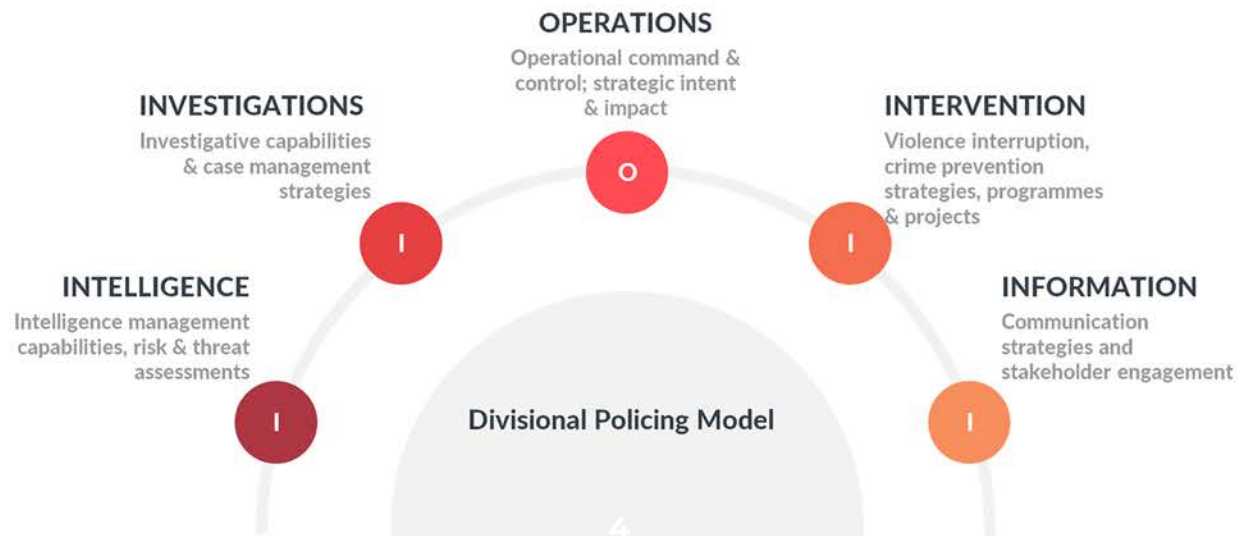 OPERATIONS
Operational command &
control; strategic intent
& impact
INVESTIGATIONS
Investigative capabilities
& case management
strategies
INTERVENTION
Violence interruption,
crime prevention
strategies, programmes
& projects
O
I
I
INTELLIGENCE
Intelligence management
capabilities, risk & threat
assessments
INFORMATION
Communication
strategies and
stakeholder engagement
I
I
Divisional Policing Model
4